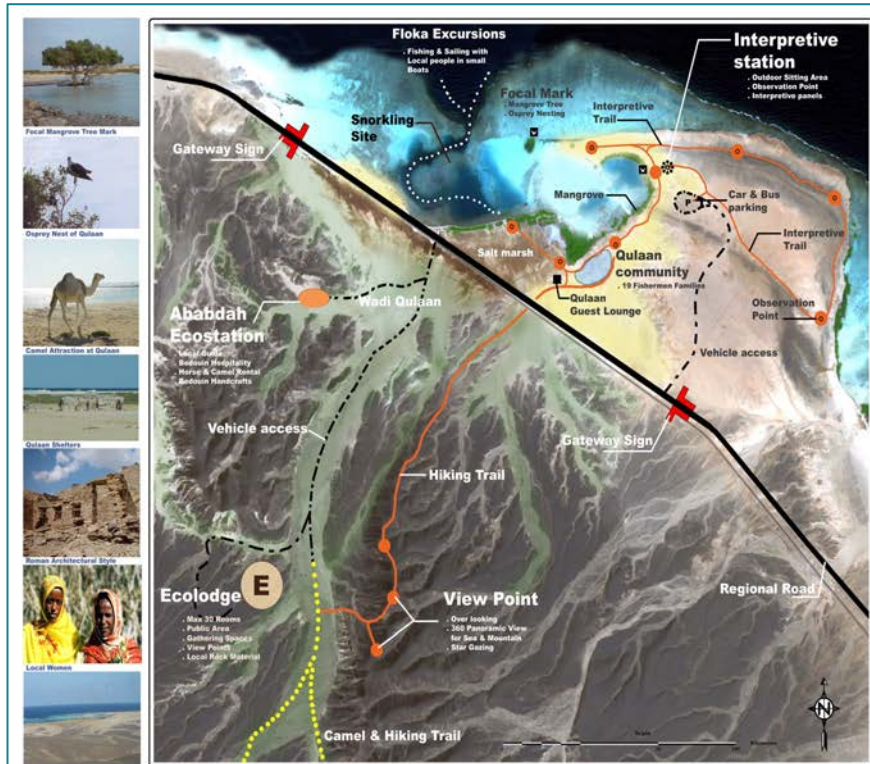 Focal Mangrove Tree Mark
Osprey Nest of Qulaan
Camel Attraction at Qulaan
Qulaan Shelters
Roman Architectural Style
Local Women
Floka Excursions
. Fishing & Sailing with
Local people in small
Boats
Interpretive
station
. Outdoor Sitting Area
. Observation Point
. Interpretive panels
Focal Mark
. Mangrove Tree
. Osprey Nesting
Interpretive
Trail
Snorkling
Site
Gateway Sign
Mangrove
P
Car & Bus
parking
Interpretive
Trail
Salt marsh
Qulaan
community
. 19 Fishermen Families
Qulaan
Guest Lounge
Observation
Point
Wadi Qulaan
Ababdah
Ecostation
. Local Guide
. Bedouin Hospitality
. Horse & Camel Rental
. Bedouin Handcrafts
Vehicle access
Vehicle access
Gateway Sign
Hiking Trail
Regional Road
E
Ecolodge
. Max 30 Rooms
. Public Area
. Gathering Spaces
. View Points
. Local Rock Material
View Point
. Over looking
. 360 Panoramic View
for Sea & Mountain
. Star Gazing
Camel & Hiking Trail
N